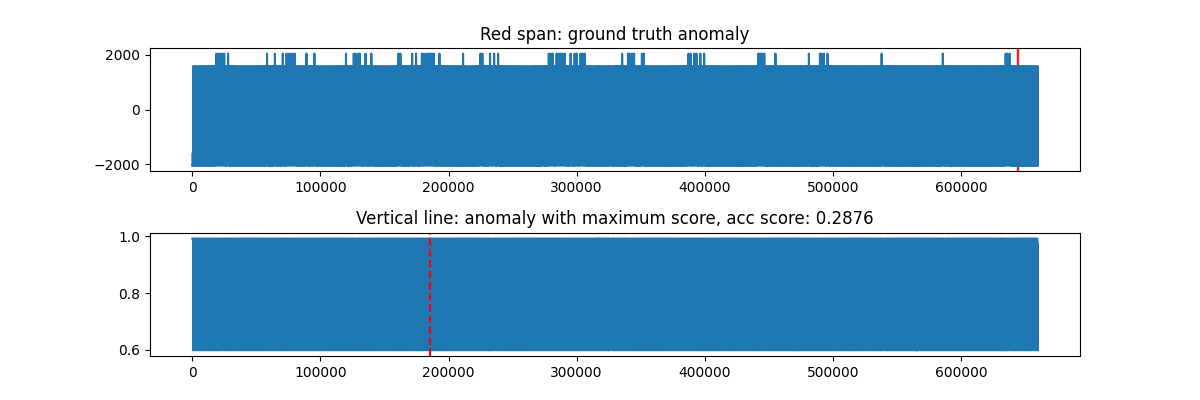 Red span: ground truth anomaly
2000
0
−2000
0 100000 200000 300000 400000 500000 600000
Vertical line: anomaly with maximum score, acc score: 0.2876
1.0
0.8
0.6
0 100000 200000 300000 400000 500000 600000